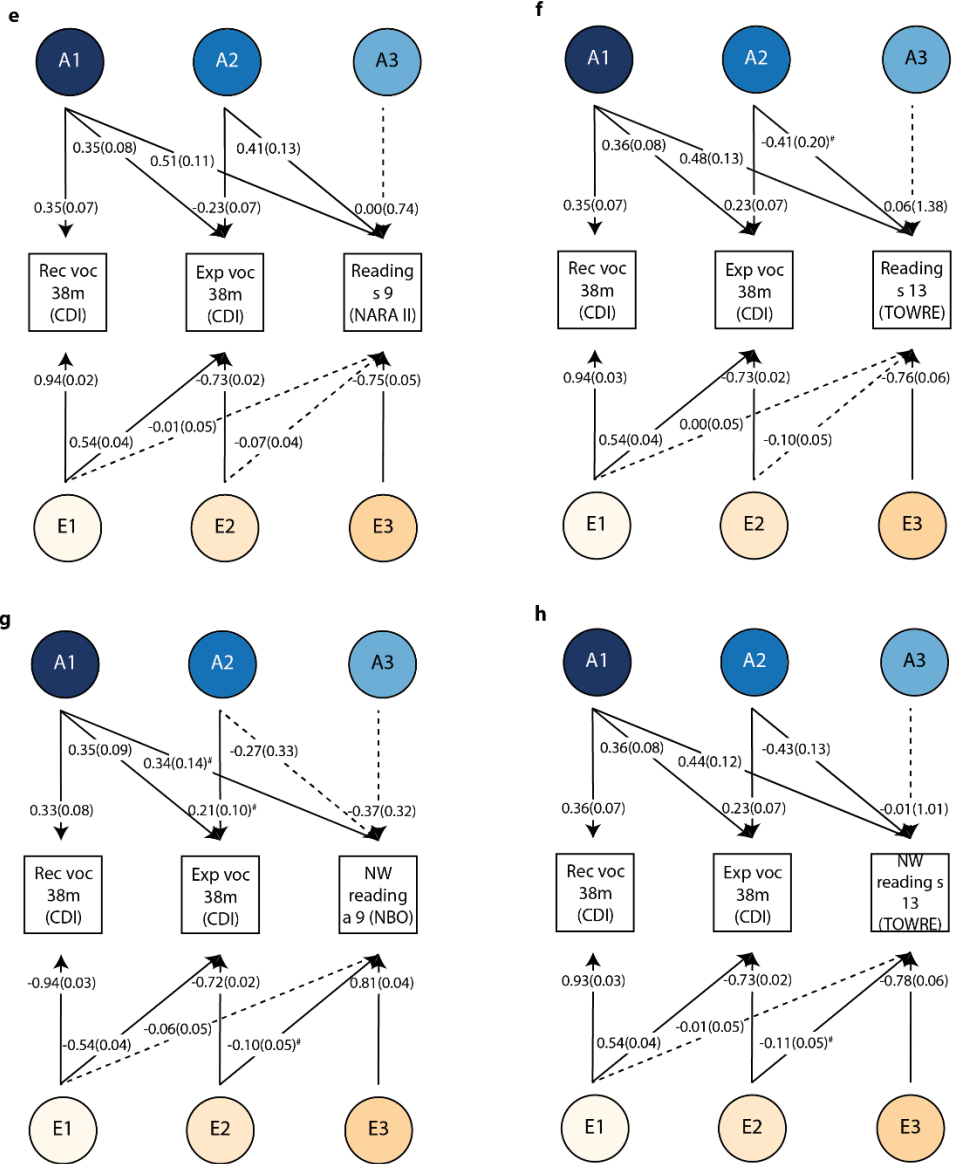 e
A1
A2
A3
0.35(0.08)
0.51(0.11)
0.41(0.13)
0.35(0.07)
-0.23(0.07)
0.00(0.74)
Rec voc
38m
(CDI)
Exp voc
38m
(CDI)
Reading
s 9
(NARA II)
0.94(0.02)
-0.73(0.02)
-0.75(0.05)
0.54(0.04)
-0.01(0.05)
-0.07(0.04)
E1
E2
E3
f
A1
A2
A3
0.36(0.08)
0.48(0.13)
-0.41(0.20)#
0.35(0.07)
0.23(0.07)
0.06(1.38)
Rec voc
38m
(CDI)
Exp voc
38m
(CDI)
Reading
s 13
(TOWRE)
0.94(0.03)
-0.73(0.02)
-0.76(0.06)
0.54(0.04)
0.00(0.05)
-0.10(0.05)
E1
E2
E3
g
A1
A2
A3
0.35(0.09)
0.34(0.14)#
-0.27(0.33)
0.33(0.08)
0.21(0.10)#
-0.37(0.32)
Rec voc
38m
(CDI)
Exp voc
38m
(CDI)
NW
reading
a 9 (NBO)
-0.94(0.03)
-0.72(0.02)
0.81(0.04)
-0.54(0.04)
-0.06(0.05)
-0.10(0.05)#
E1
E2
E3
h
A1
A2
A3
0.36(0.08)
0.44(0.12)
-0.43(0.13)
0.36(0.07)
0.23(0.07)
-0.01(1.01)
Rec voc
38m
(CDI)
Exp voc
38m
(CDI)
NW
reading s
13
(TOWRE)
0.93(0.03)
-0.73(0.02)
-0.78(0.06)
0.54(0.04)
-0.01(0.05)
-0.11(0.05)#
E1
E2
E3